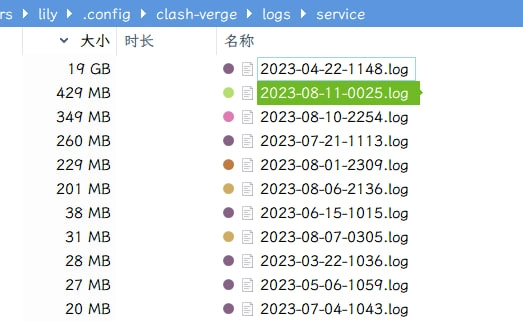 rs lily .config clash-verge logs service
大小 时长 名称
19 GB 2023-04-22-1148.log
429 MB 2023-08-11-0025.log
349 MB 2023-08-10-2254.log
260 MB 2023-07-21-1113.log
229 MB 2023-08-01-2309.log
201 MB 2023-08-06-2136.log
38 MB 2023-06-15-1015.log
31 MB 2023-08-07-0305.log
28 MB 2023-03-22-1036.log
27 MB 2023-05-06-1059.log
20 MB 2023-07-04-1043.log